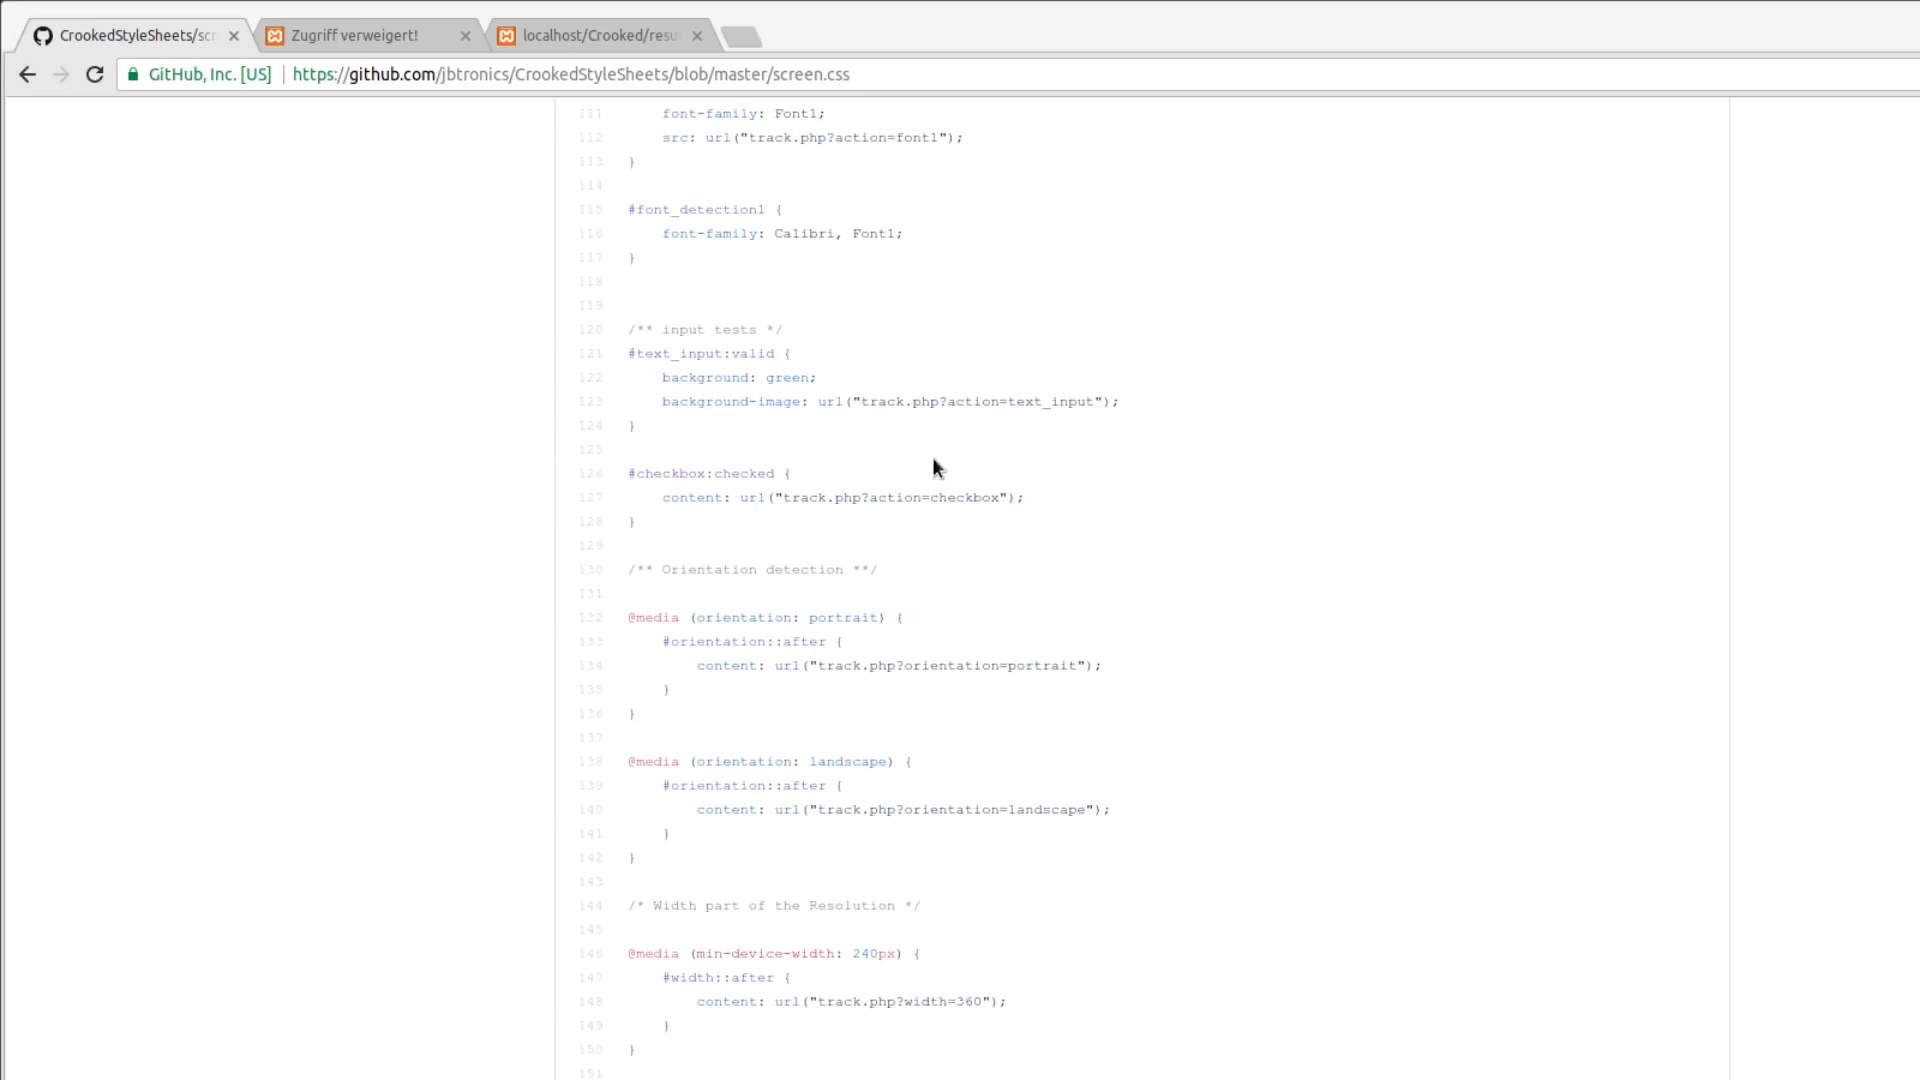 CrookedStyleSheets/scr
Zugriff verweigert!
localhost/Crooked/resu
GitHub, Inc. [US] https://github.com/jbtronics/CrookedStyleSheets/blob/master/screen.css
111 font-family: Font1;
112 src: url("track.php?action=font1");
113 }
114
115 #font_detection1 {
116 font-family: Calibri, Font1;
117 }
118
119
120 /** input tests */
121 #text_input:valid {
122 background: green;
123 background-image: url("track.php?action=text_input");
124 }
125
126 #checkbox:checked {
127 content: url("track.php?action=checkbox");
128 }
129
130 /** Orientation detection **/
131
132 @media (orientation: portrait) {
133 #orientation::after {
134 content: url("track.php?orientation=portrait");
135 }
136 }
137
138 @media (orientation: landscape) {
139 #orientation::after {
140 content: url("track.php?orientation=landscape");
141 }
142 }
143
144 /* Width part of the Resolution */
145
146 @media (min-device-width: 240px) {
147 #width::after {
148 content: url("track.php?width=360");
149 }
150 }
151